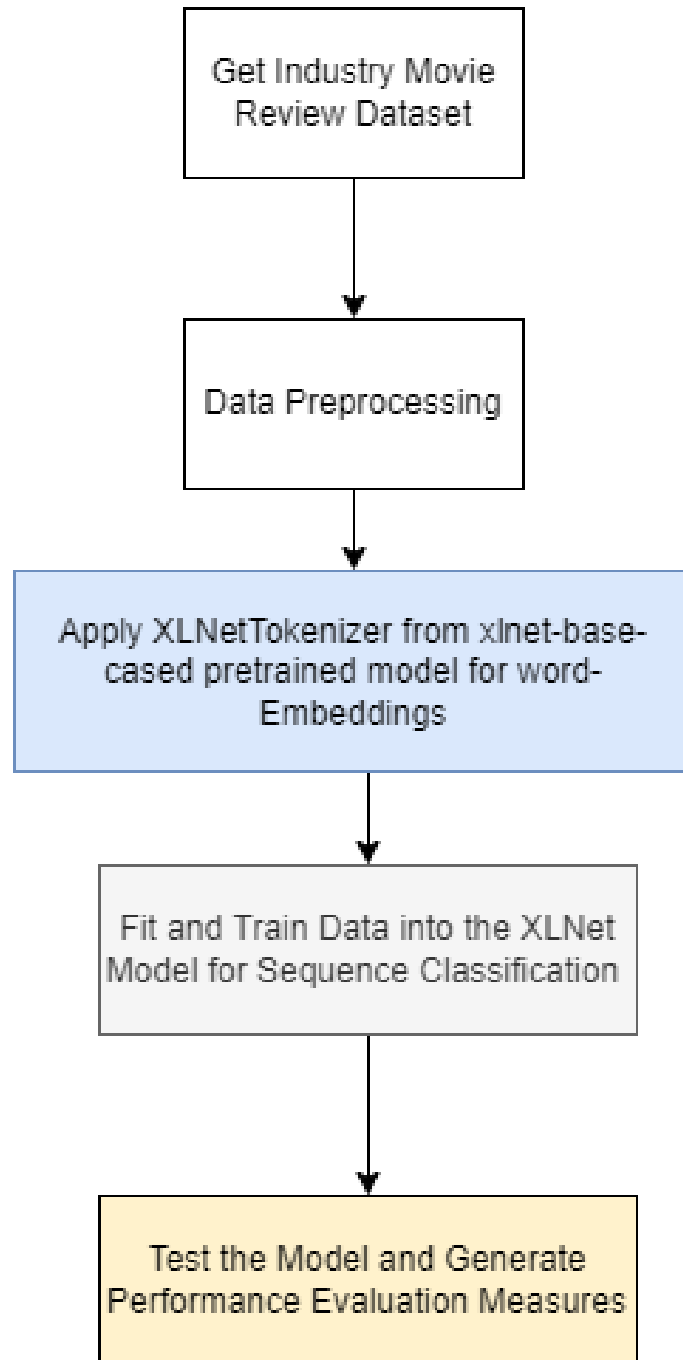 Get Industry Movie
Review Dataset
Data Preprocessing
Apply XLNetTokenizer from xlnet-base-
cased pretrained model for word-
Embeddings
Fit and Train Data into the XLNet
Model for Sequence Classification
Test the Model and Generate
Performance Evaluation Measures